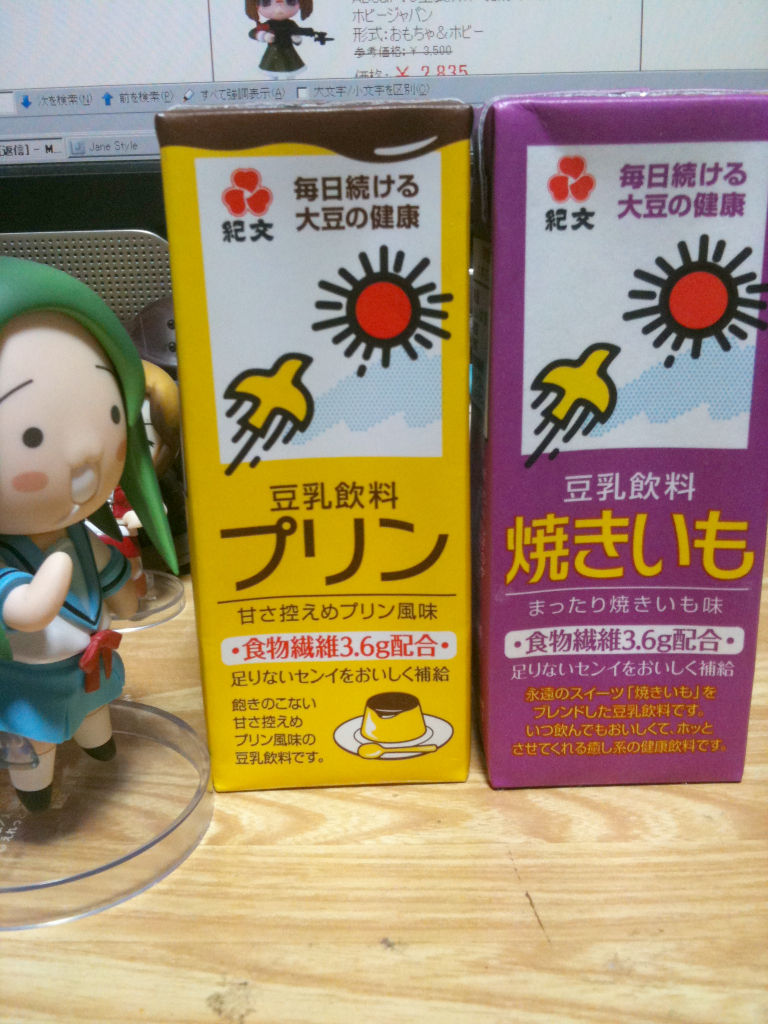 ホビージャパン
形式:おもちゃ&ホビー
参考価格:￥ 3,500
価格: ￥ 2,835
次を検索(N) 前を検索(P) すべて強調表示(A) 大文字/小文字を区別(C)
Jane Style
紀文
毎日続ける
大豆の健康
豆乳飲料
プリン
甘さ控えめプリン風味
・食物繊維3.6g配合・
足りないセンイをおいしく補給
飽きのこない
甘さ控えめ
プリン風味の
豆乳飲料です。
紀文
毎日続ける
大豆の健康
豆乳飲料
焼きいも
まったり焼きいも味
・食物繊維3.6g配合・
足りないセンイをおいしく補給
永遠のスイーツ「焼きいも」を
ブレンドした豆乳飲料です。
いつ飲んでもおいしくて、ホッと
させてくれる癒し系の健康飲料です。